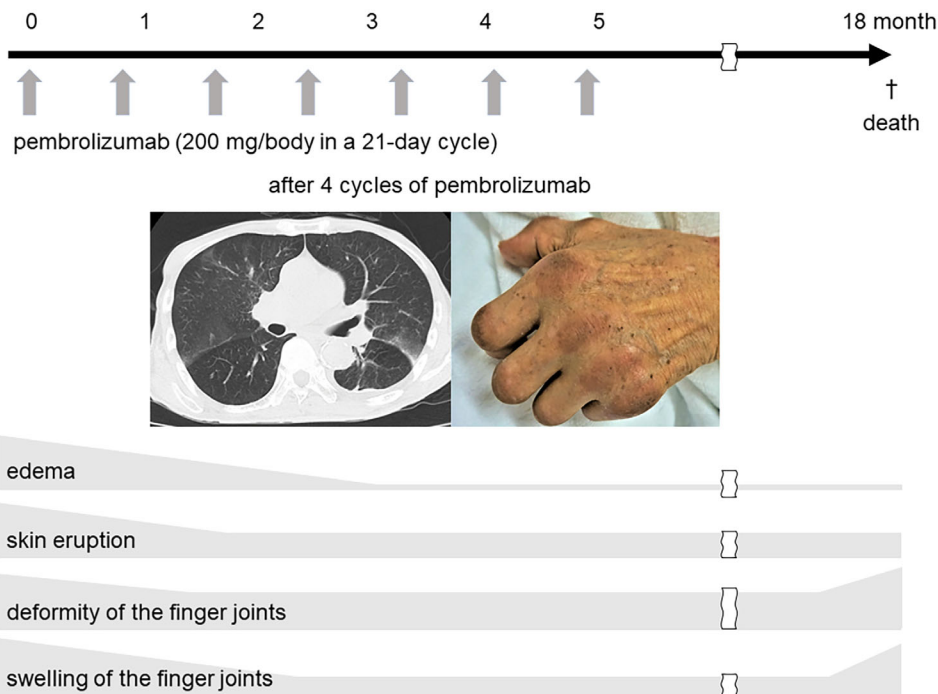 0 1 2 3 4 5 18 month
†
death
pembrolizumab (200 mg/body in a 21-day cycle)
after 4 cycles of pembrolizumab
edema
skin eruption
deformity of the finger joints
swelling of the finger joints